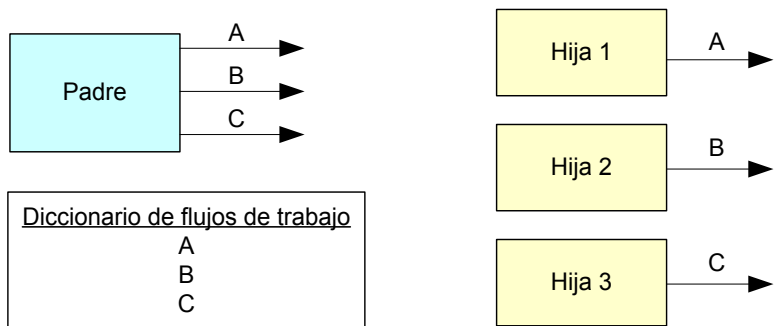 Padre
A
B
C
Diccionario de flujos de trabajo
A
B
C
Hija 1
A
Hija 2
B
Hija 3
C